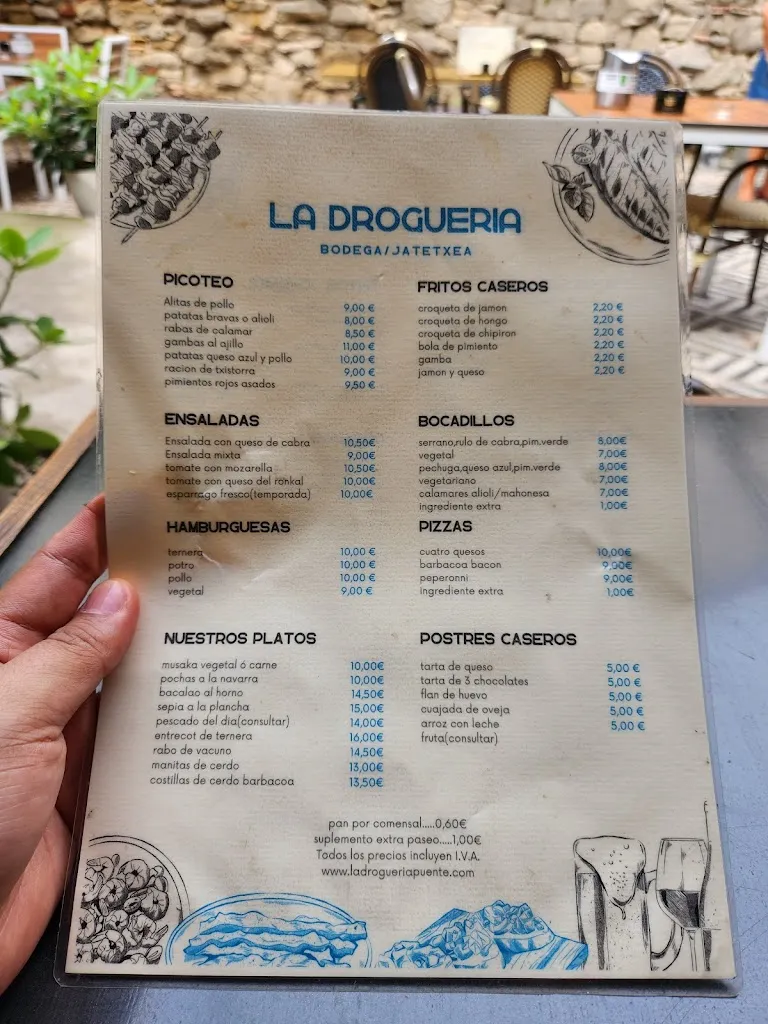 LA DROGUERIA
BODEGA/JATETXEA
PICOTEO
Alitas de pollo 9,00 €
patatas bravas o alioli 8,00 €
rabas de calamar 8,50 €
gambas al ajillo 11,00 €
patatas queso azul y pollo 10,00 €
racion de txistorra 9,00 €
pimientos rojos asados 9,50 €
FRITOS CASEROS
croqueta de jamon 2,20 €
croqueta de hongo 2,20 €
croqueta de chipiron 2,20 €
bola de pimiento 2,20 €
gamba 2,20 €
jamon y queso 2,20 €
ENSALADAS
Ensalada con queso de cabra 10,50€
Ensalada mixta 9,00€
tomate con mozarella 10,50€
tomate con queso del ronkal 10,00€
esparrago fresco(temporada) 10,00€
BOCADILLOS
serrano,rulo de cabra,pim.verde 8,00€
vegetal 7,00€
pechuga,queso azul,pim.verde 8,00€
vegetariano 7,00€
calamares alioli/mahonesa 7,00€
ingrediente extra 1,00€
HAMBURGUESAS
ternera 10,00 €
potro 10,00 €
pollo 10,00 €
vegetal 9,00 €
PIZZAS
cuatro quesos 10,00€
barbacoa bacon 9,00€
peperonni 9,00€
ingrediente extra 1,00€
NUESTROS PLATOS
musaka vegetal ó carne 10,00€
pochas a la navarra 10,00€
bacalao al horno 14,50€
sepia a la plancha 15,00€
pescado del dia(consultar) 14,00€
entrecot de ternera 16,00€
rabo de vacuno 14,50€
manitas de cerdo 13,00€
costillas de cerdo barbacoa 13,50€
POSTRES CASEROS
tarta de queso 5,00 €
tarta de 3 chocolates 5,00 €
flan de huevo 5,00 €
cuajada de oveja 5,00 €
arroz con leche 5,00 €
fruta(consultar)
pan por comensal.....0,60€
suplemento extra paseo.....1,00€
Todos los precios incluyen I.V.A.
www.ladrogueriapuente.com